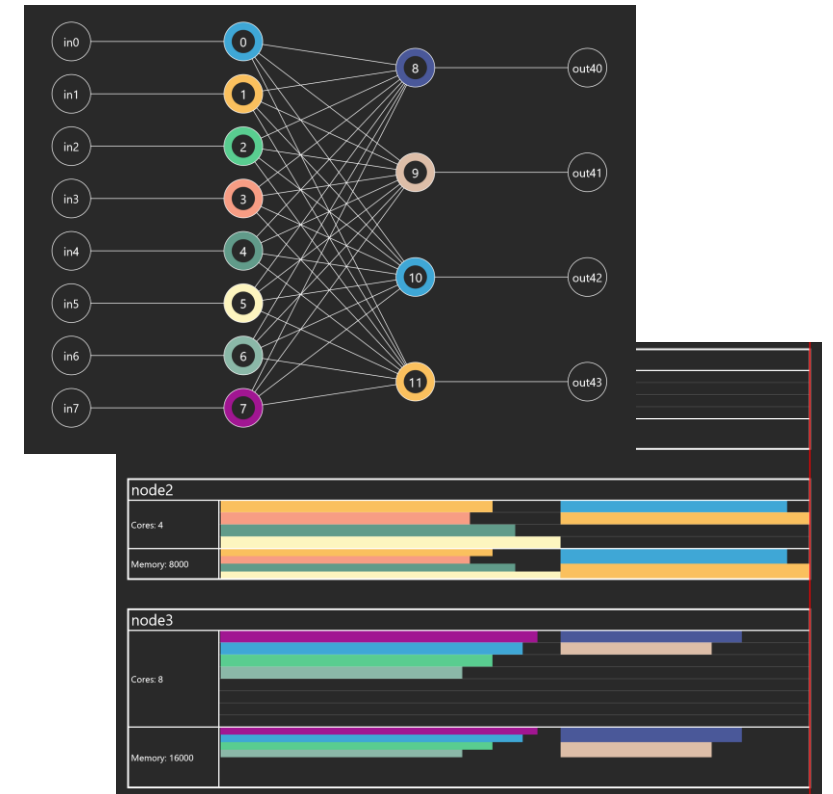 in0
0
in1
1
in2
2
in3
3
in4
4
in5
5
in6
6
in7
7
8
out40
9
out41
10
out42
11
out43
node2
Cores: 4
Memory: 8000
node3
Cores: 8
Memory: 16000